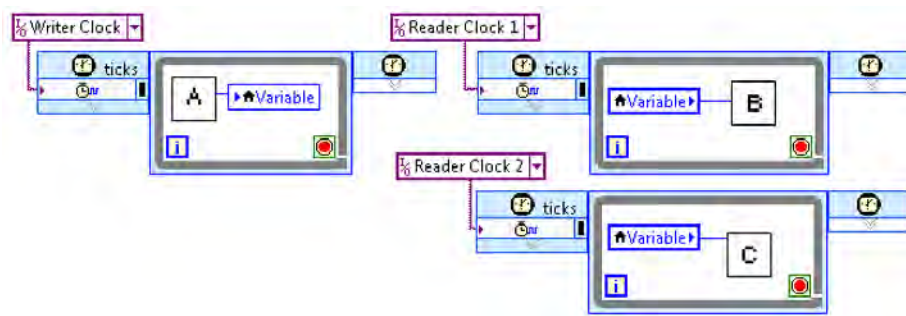 Writer Clock
ticks
A
Variable
i
Reader Clock 1
ticks
Variable
B
i
Reader Clock 2
ticks
Variable
C
i